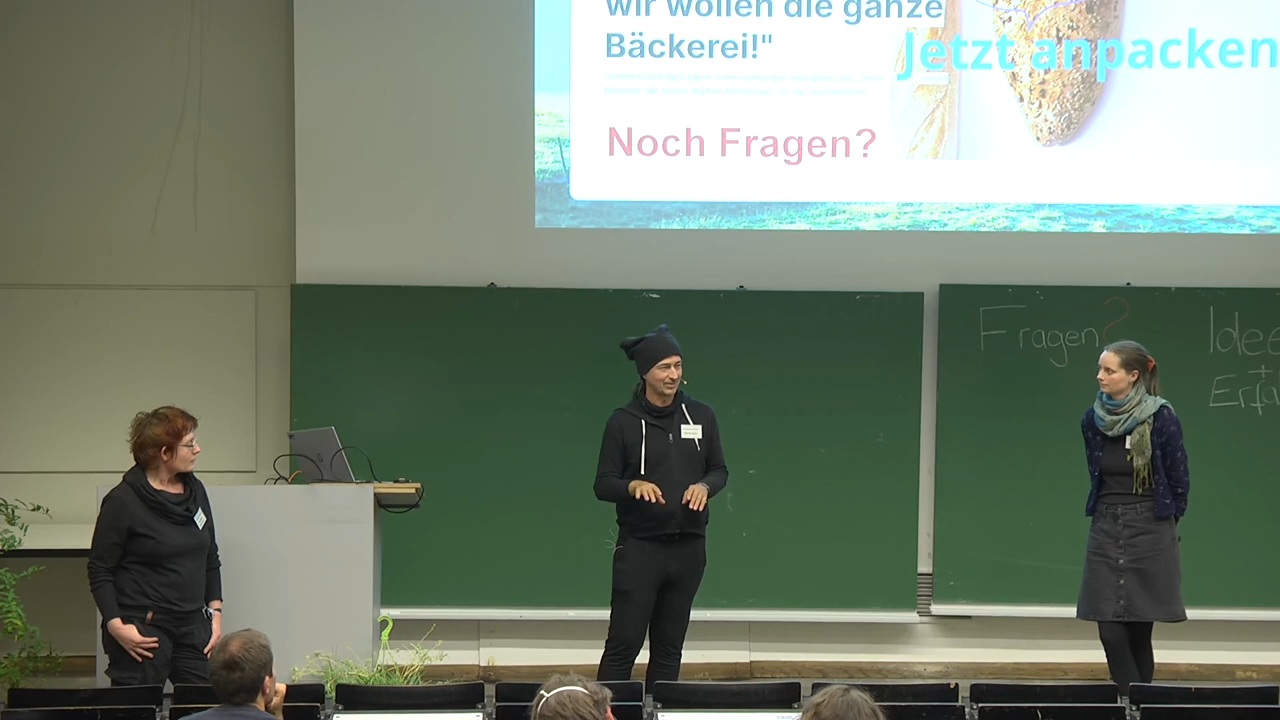 wir wollen die ganze
Bäckerei!"
Jetzt anpacken
Noch Fragen?
Fragen?
Idee
+
Erfa